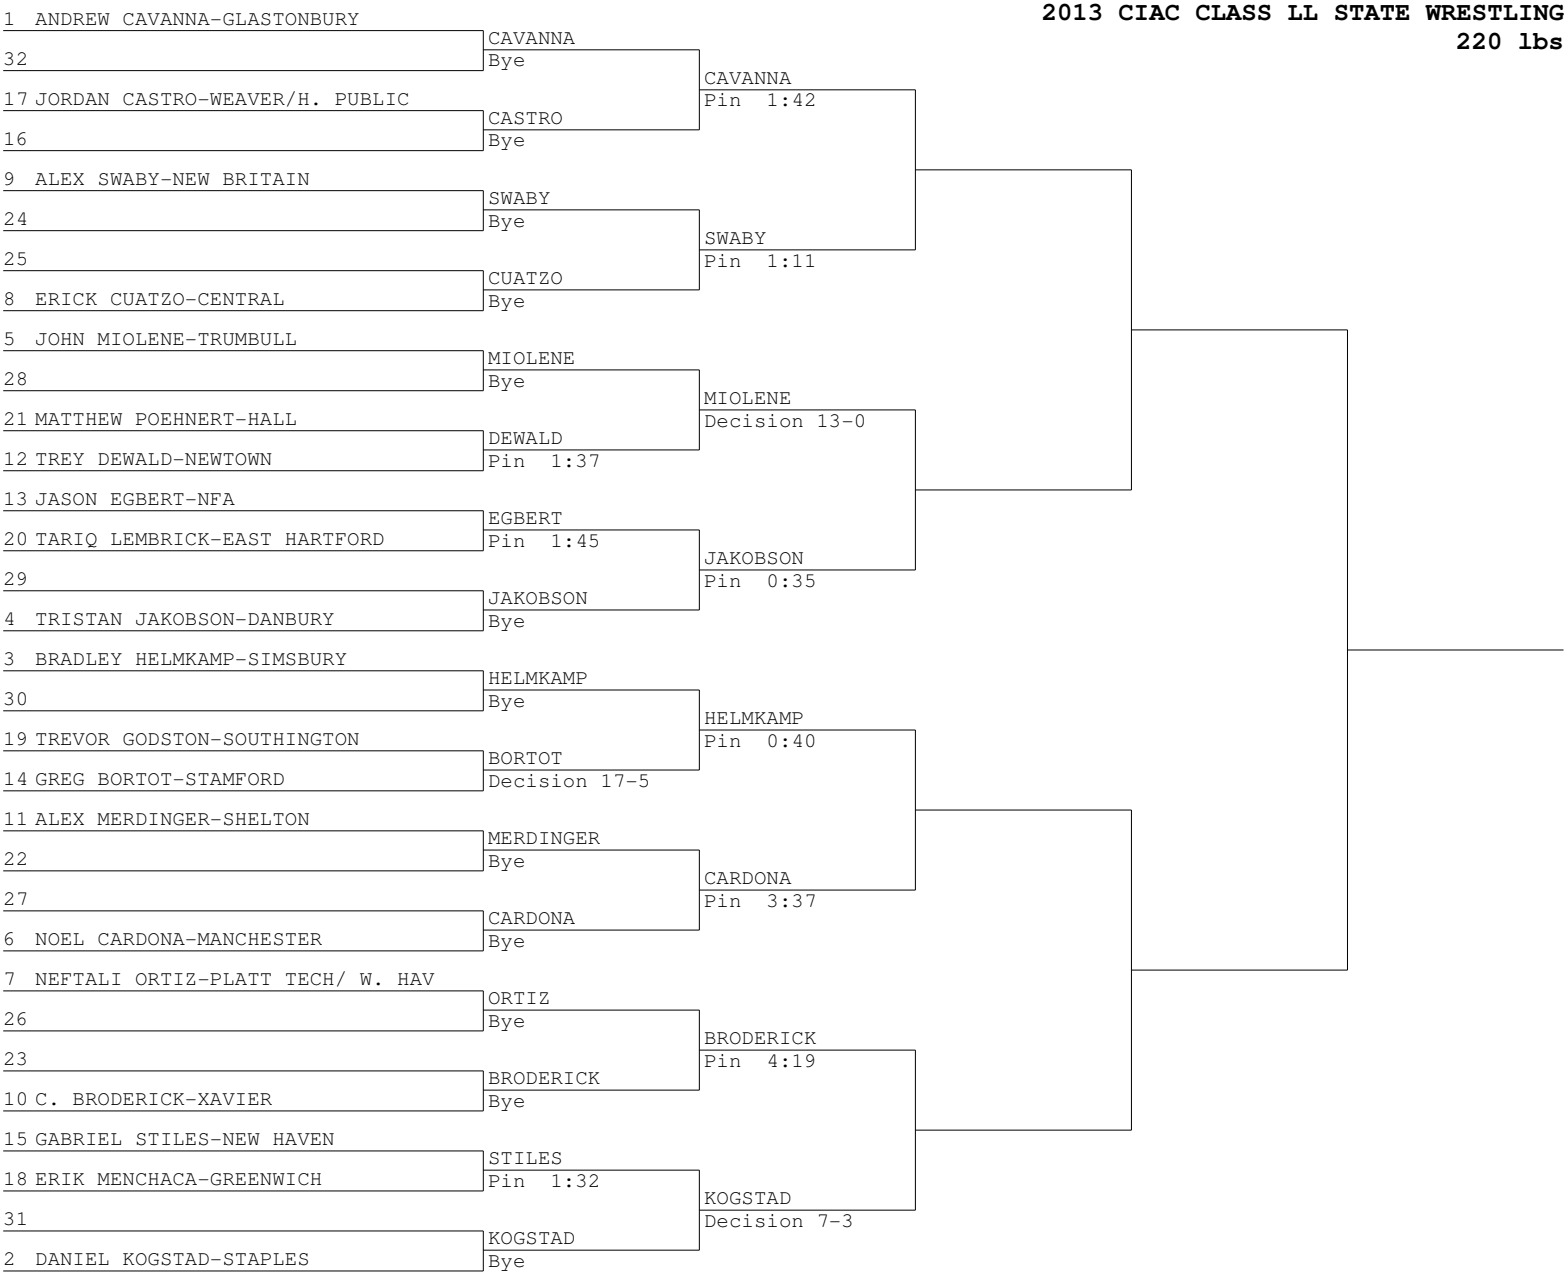 2013 CIAC CLASS LL STATE WRESTLING
220 lbs
1 ANDREW CAVANNA-GLASTONBURY
32
17 JORDAN CASTRO-WEAVER/H. PUBLIC
16
9 ALEX SWABY-NEW BRITAIN
24
25
8 ERICK CUATZO-CENTRAL
5 JOHN MIOLENE-TRUMBULL
28
21 MATTHEW POEHNERT-HALL
12 TREY DEWALD-NEWTOWN
13 JASON EGBERT-NFA
20 TARIQ LEMBRICK-EAST HARTFORD
29
4 TRISTAN JAKOBSON-DANBURY
3 BRADLEY HELMKAMP-SIMSBURY
30
19 TREVOR GODSTON-SOUTHINGTON
14 GREG BORTOT-STAMFORD
11 ALEX MERDINGER-SHELTON
22
27
6 NOEL CARDONA-MANCHESTER
7 NEFTALI ORTIZ-PLATT TECH/ W. HAV
26
23
10 C. BRODERICK-XAVIER
15 GABRIEL STILES-NEW HAVEN
18 ERIK MENCHACA-GREENWICH
31
2 DANIEL KOGSTAD-STAPLES
CAVANNA
Bye
CASTRO
Bye
SWABY
Bye
CUATZO
Bye
MIOLENE
Bye
DEWALD
Pin 1:37
EGBERT
Pin 1:45
JAKOBSON
Bye
HELMKAMP
Bye
BORTOT
Decision 17-5
MERDINGER
Bye
CARDONA
Bye
ORTIZ
Bye
BRODERICK
Bye
STILES
Pin 1:32
KOGSTAD
Bye
CAVANNA
Pin 1:42
SWABY
Pin 1:11
MIOLENE
Decision 13-0
JAKOBSON
Pin 0:35
HELMKAMP
Pin 0:40
CARDONA
Pin 3:37
BRODERICK
Pin 4:19
KOGSTAD
Decision 7-3